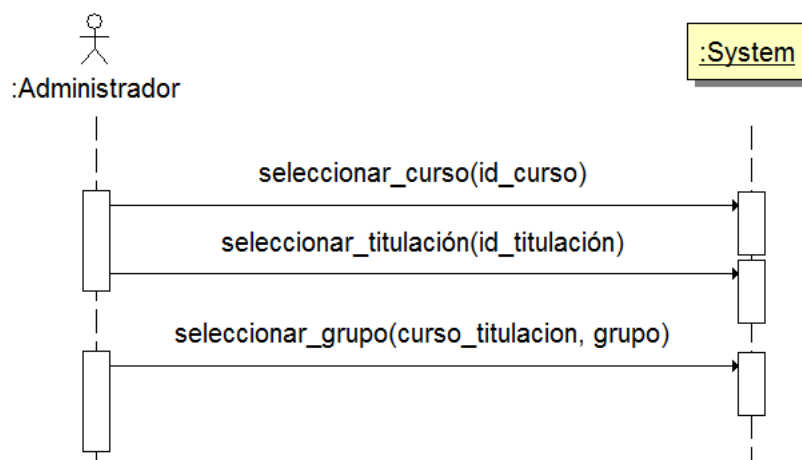 :Administrador
:System
seleccionar_curso(id_curso)
seleccionar_titulación(id_titulación)
seleccionar_grupo(curso_titulacion, grupo)